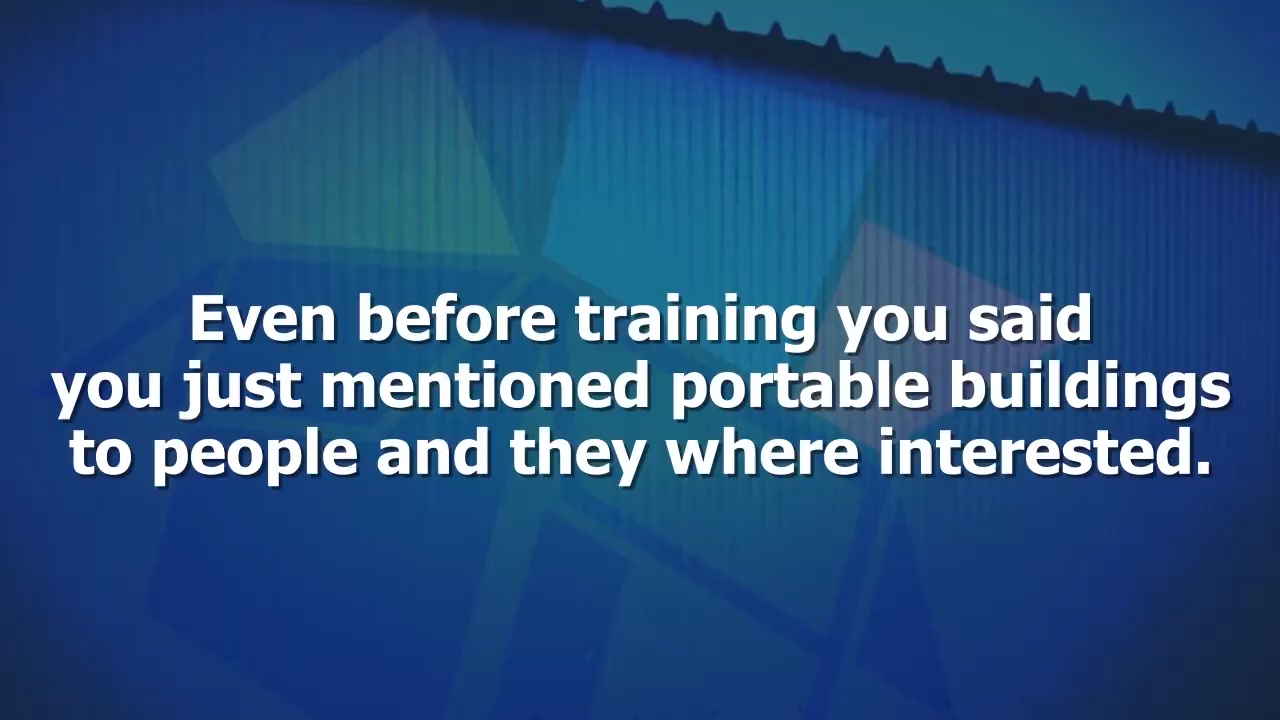 Even before training you said
you just mentioned portable buildings
to people and they where interested.